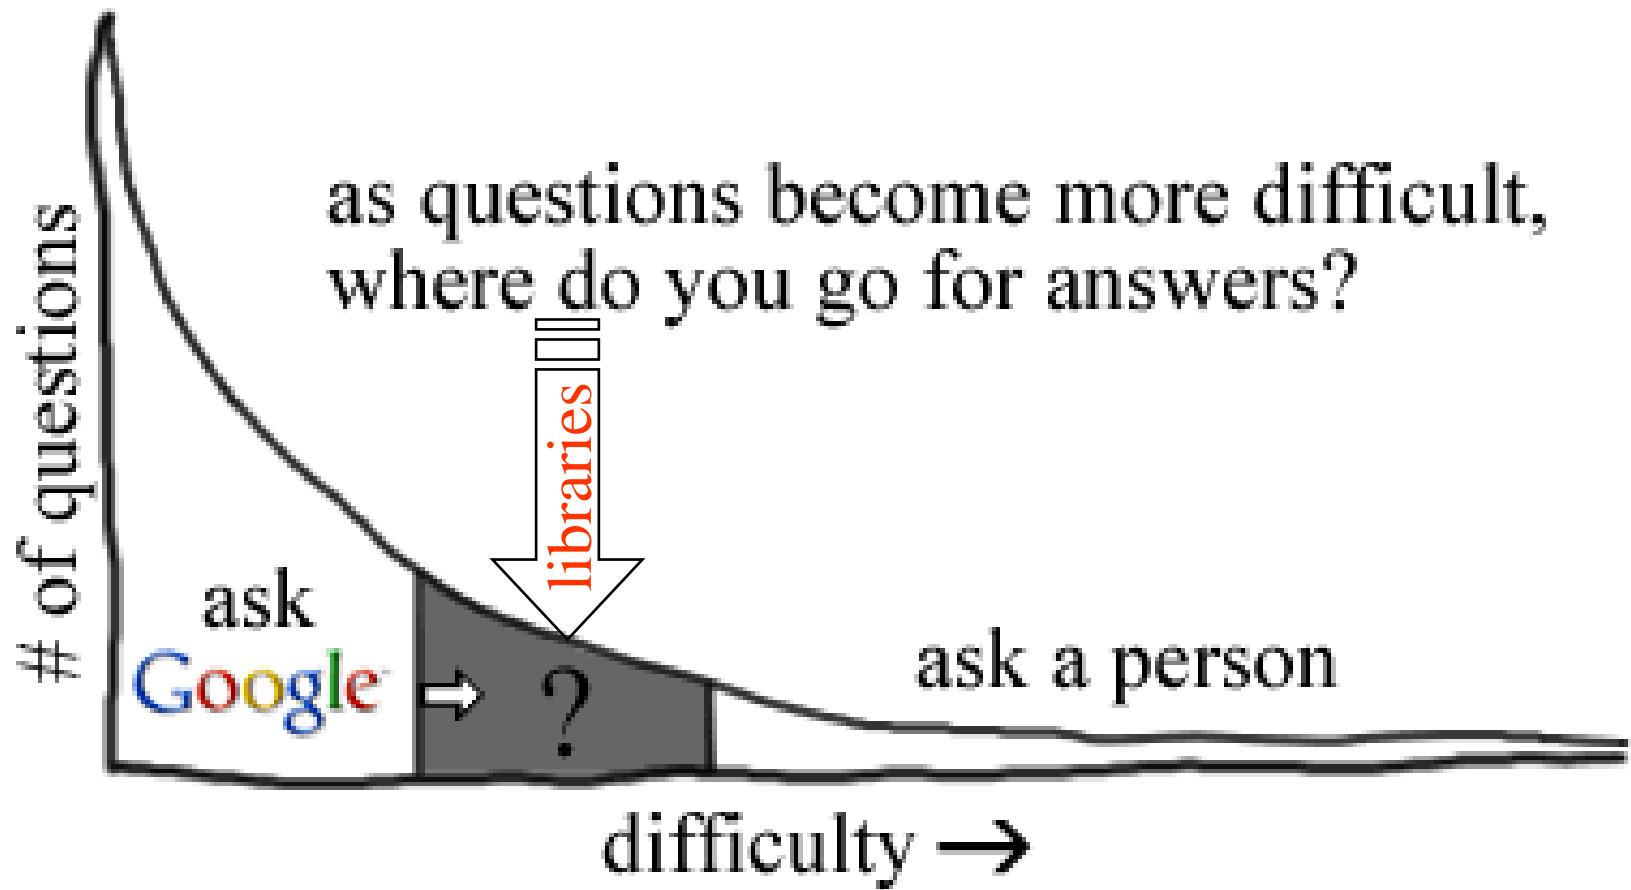 as questions become more difficult,
where do you go for answers?
# of questions
libraries
ask
Google
?
ask a person
difficulty →